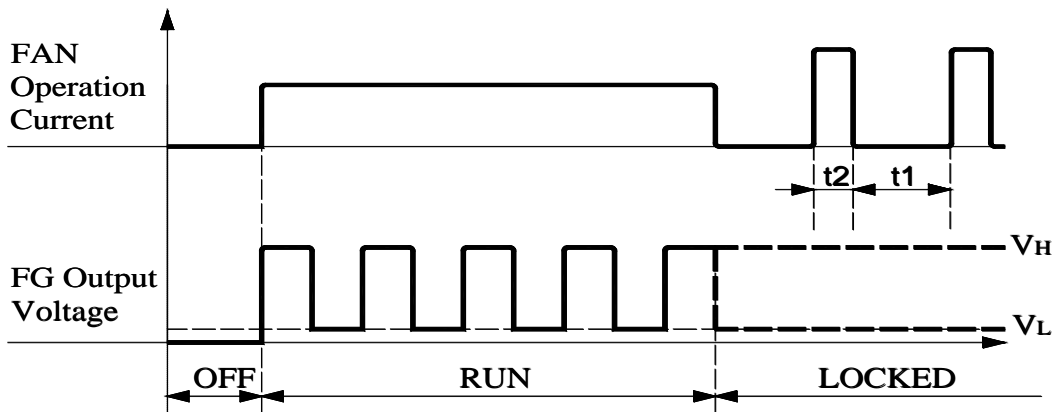 FAN
Operation
Current
t2
t1
VH
FG Output
Voltage
VL
OFF
RUN
LOCKED